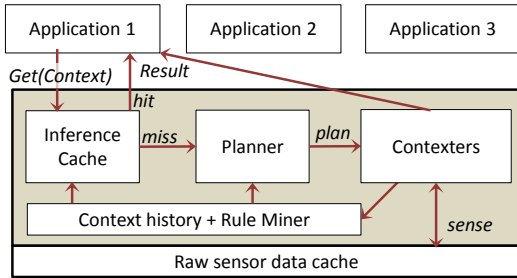 Application 1
Application 2
Application 3
Get(Context)
Result
hit
Inference
Cache
miss
Planner
plan
Contexters
Context history + Rule Miner
sense
Raw sensor data cache